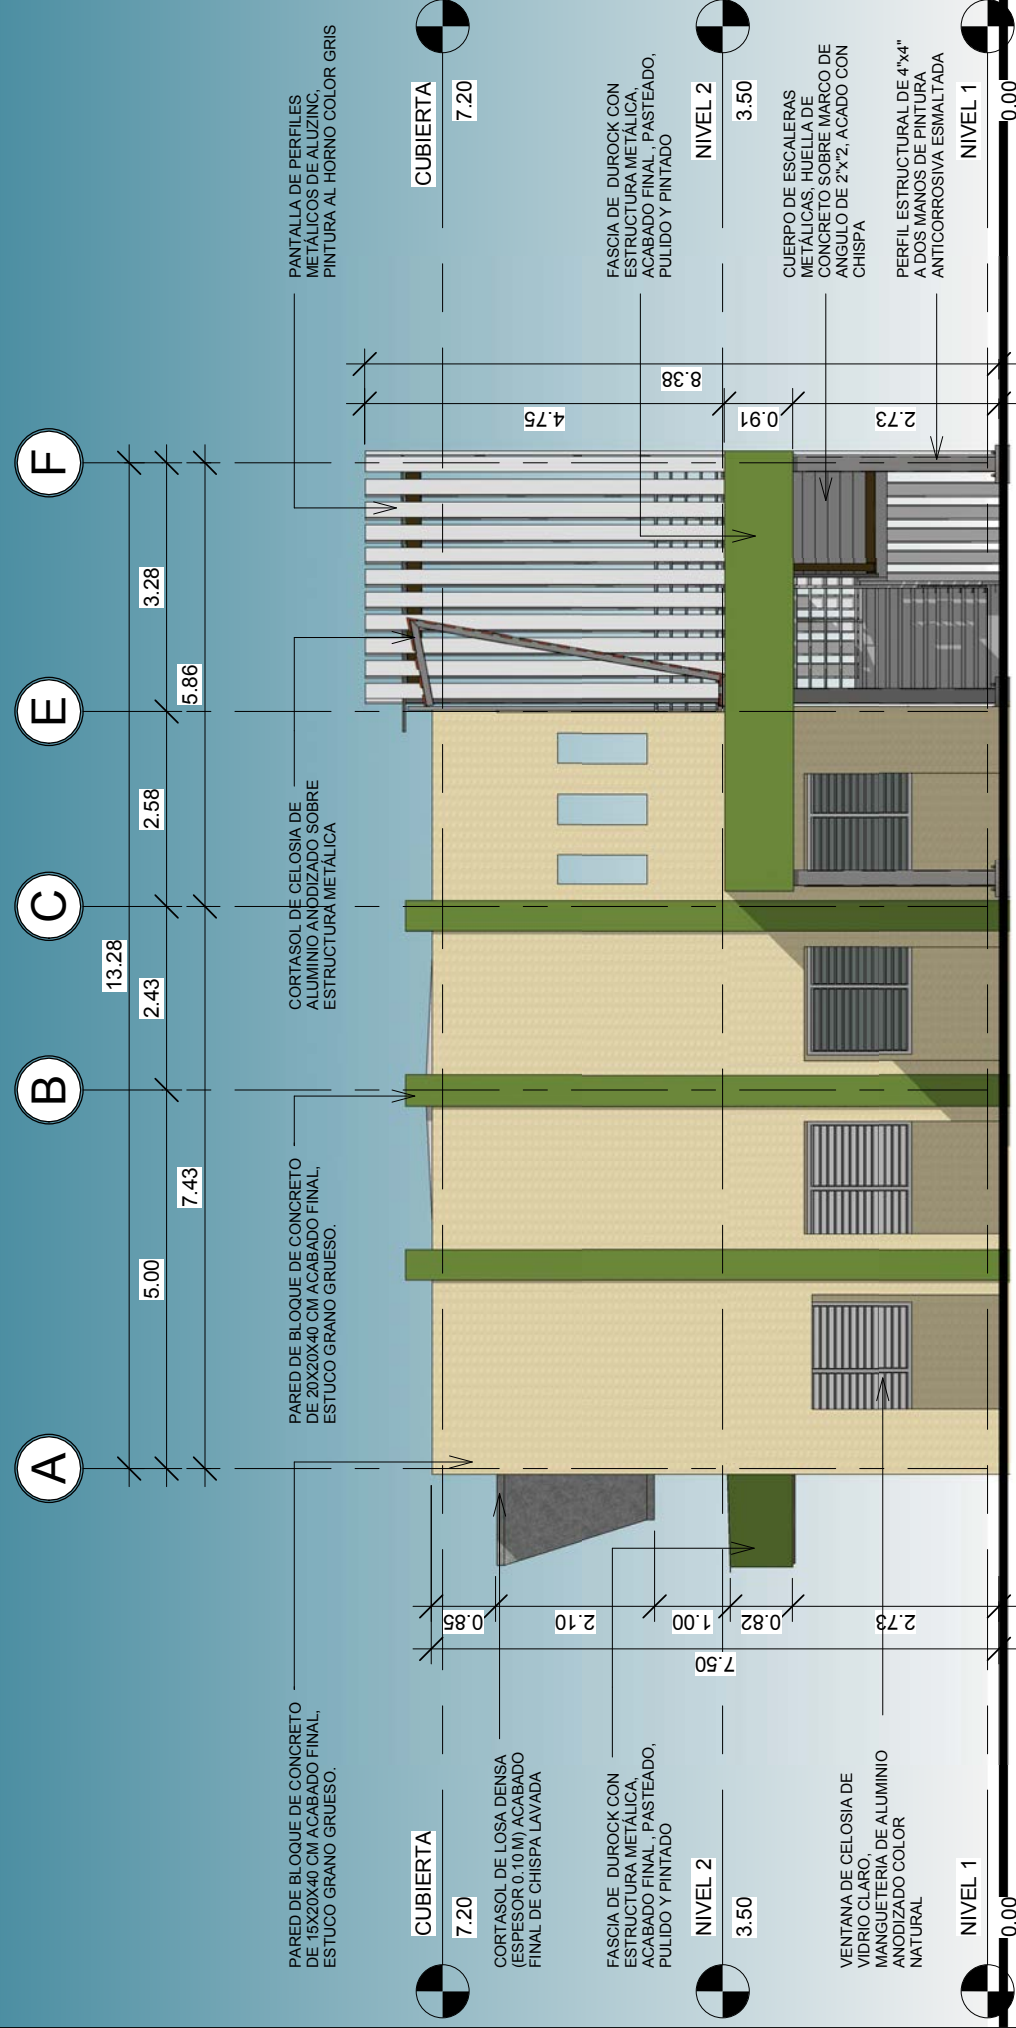 A
B
C
E
F
13.28
5.00
2.43
2.58
3.28
7.43
5.86
PARED DE BLOQUE DE CONCRETO
DE 15X20X40 CM ACABADO FINAL,
ESTUCO GRANO GRUESO.
PARED DE BLOQUE DE CONCRETO
DE 20X20X40 CM ACABADO FINAL,
ESTUCO GRANO GRUESO.
CORTASOL DE CELOSIA DE
ALUMINIO ANODIZADO SOBRE
ESTRUCTURA METÁLICA
PANTALLA DE PERFILES
METÁLICOS DE ALUZINC,
PINTURA AL HORNO COLOR GRIS
CUBIERTA
7.20
CORTASOL DE LOSA DENSA
(ESPESOR 0.10 M) ACABADO
FINAL DE CHISPA LAVADA
FASCIA DE DUROCK CON
ESTRUCTURA METÁLICA,
ACABADO FINAL , PASTEADO,
PULIDO Y PINTADO
NIVEL 2
3.50
VENTANA DE CELOSIA DE
VIDRIO CLARO,
MANGUETERIA DE ALUMINIO
ANODIZADO COLOR
NATURAL
NIVEL 1
0.00
0.85
2.10
1.00
0.82
2.73
7.50
4.75
0.91
2.73
8.38
CUBIERTA
7.20
FASCIA DE DUROCK CON
ESTRUCTURA METÁLICA,
ACABADO FINAL , PASTEADO,
PULIDO Y PINTADO
NIVEL 2
3.50
CUERPO DE ESCALERAS
METÁLICAS, HUELLA DE
CONCRETO SOBRE MARCO DE
ANGULO DE 2"x"2, ACADO CON
CHISPA
PERFIL ESTRUCTURAL DE 4"x4"
A DOS MANOS DE PINTURA
ANTICORROSIVA ESMALTADA
NIVEL 1
0.00